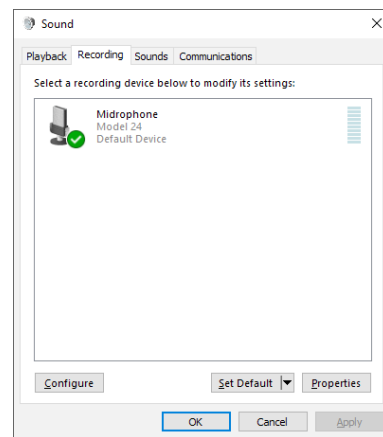 Sound
Playback Recording Sounds Communications
Select a recording device below to modify its settings:
Midrophone
Model 24
Default Device
Configure Set Default Properties
OK Cancel Apply